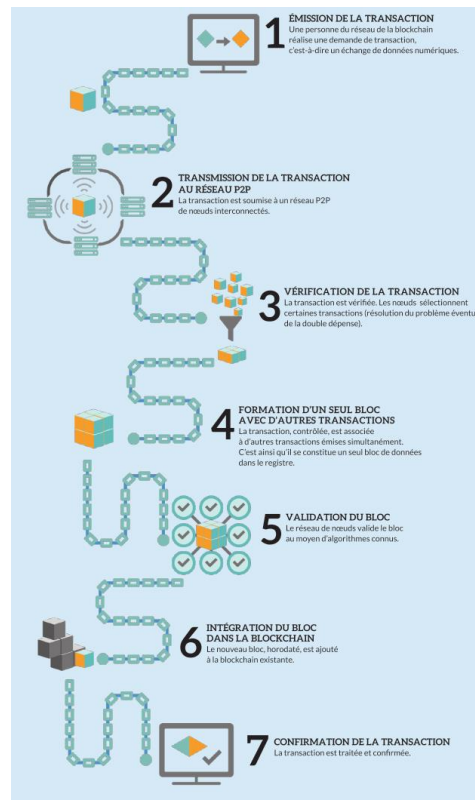 1 ÉMISSION DE LA TRANSACTION
Une personne du réseau de la blockchain
réalise une demande de transaction,
c'est-à-dire un échange de données numériques.
2 TRANSMISSION DE LA TRANSACTION
AU RÉSEAU P2P
La transaction est soumise à un réseau P2P
de nœuds interconnectés.
3 VÉRIFICATION DE LA TRANSACTION
La transaction est vérifiée. Les nœuds sélectionnent
certaines transactions (résolution du problème éventu
de la double dépense).
4 FORMATION D'UN SEUL BLOC
AVEC D'AUTRES TRANSACTIONS
La transaction, contrôlée, est associée
à d'autres transactions émises simultanément.
C'est ainsi qu'il se constitue un seul bloc de données
dans le registre.
5 VALIDATION DU BLOC
Le réseau de nœuds valide le bloc
au moyen d'algorithmes connus.
6 INTÉGRATION DU BLOC
DANS LA BLOCKCHAIN
Le nouveau bloc, horodaté, est ajouté
à la blockchain existante.
7 CONFIRMATION DE LA TRANSACTION
La transaction est traitée et confirmée.